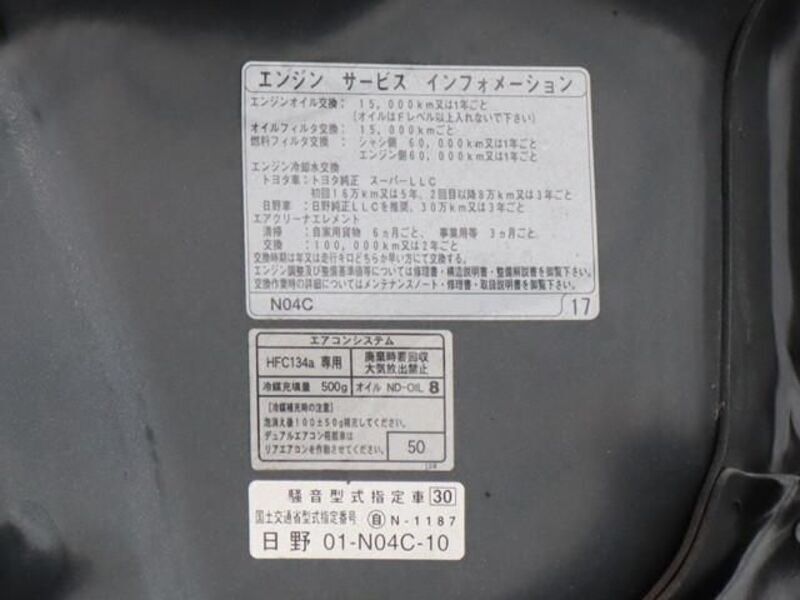 エンジン サービス インフォメーション
エンジンオイル交換： 15,000km又は1年ごと
(オイルはFレベル以上入れないで下さい)
オイルフィルタ交換： 15,000kmごと
燃料フィルタ交換： シャシ側 60,000km又は1年ごと
エンジン側60,000km又は1年ごと
エンジン冷却水交換
トヨタ車：トヨタ純正 スーパーLLC
初回16万km又は5年，2回目以降8万km又は3年ごと
日野車：日野純正LLCを推奨，30万km又は3年ごと
エアクリーナエレメント
清掃：自家用貨物 6ヵ月ごと、 事業用等 3ヵ月ごと
交換：100,000km又は2年ごと
交換時期は年又は走行キロどちらか早い方にて交換する。
エンジン調整及び整備基準値等については修理書・構造説明書・整備解説書を御覧下さい。
交換作業時の詳細についてはメンテナンスノート・修理書・取扱説明書を御覧下さい。
N04C 17
エアコンシステム
HFC134a 専用 廃棄時要回収
大気放出禁止
冷媒充填量 500g オイル ND-OIL 8
[冷媒補充時の注意]
泡消え後100±50g補充してください。
デュアルエアコン搭載車は
リアエアコンを作動させてください。 50
騒音型式指定車 30
国土交通省型式指定番号 自 N-1187
日野 01-N04C-10